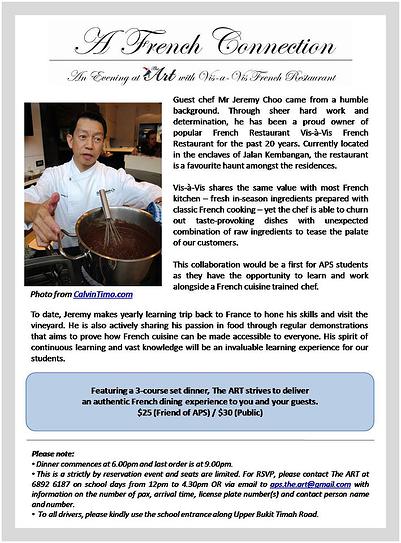 A French Connection
An Evening at The Art with Vis-a-Vis French Restaurant
Guest chef Mr Jeremy Choo came from a humble
background. Through sheer hard work and
determination, he has been a proud owner of
popular French Restaurant Vis-à-Vis French
Restaurant for the past 20 years. Currently located
in the enclaves of Jalan Kembangan, the restaurant
is a favourite haunt amongst the residences.
Vis-à-Vis shares the same value with most French
kitchen – fresh in-season ingredients prepared with
classic French cooking – yet the chef is able to churn
out taste-provoking dishes with unexpected
combination of raw ingredients to tease the palate
of our customers.
This collaboration would be a first for APS students
as they have the opportunity to learn and work
alongside a French cuisine trained chef.
Photo from CalvinTimo.com
To date, Jeremy makes yearly learning trip back to France to hone his skills and visit the
vineyard. He is also actively sharing his passion in food through regular demonstrations
that aims to prove how French cuisine can be made accessible to everyone. His spirit of
continuous learning and vast knowledge will be an invaluable learning experience for our
students.
Featuring a 3-course set dinner, The ART strives to deliver
an authentic French dining experience to you and your guests.
$25 (Friend of APS) / $30 (Public)
Please note:
• Dinner commences at 6.00pm and last order is at 9.00pm.
• This is a strictly by reservation event and seats are limited. For RSVP, please contact The ART at
6892 6187 on school days from 12pm to 4.30pm OR via email to aps.the.art@gmail.com with
information on the number of pax, arrival time, license plate number(s) and contact person name
and number.
• To all drivers, please kindly use the school entrance along Upper Bukit Timah Road.